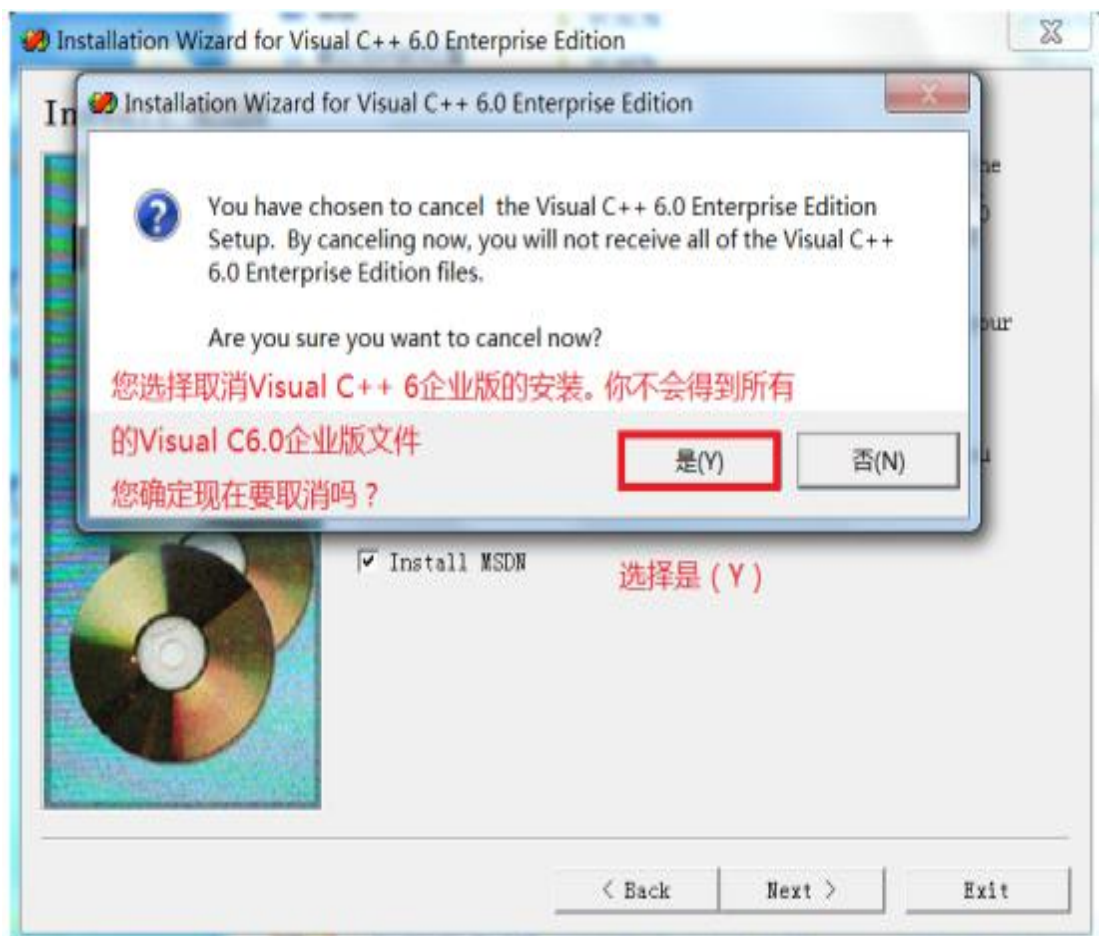 Installation Wizard for Visual C++ 6.0 Enterprise Edition
Installation Wizard for Visual C++ 6.0 Enterprise Edition
You have chosen to cancel the Visual C++ 6.0 Enterprise Edition
Setup. By canceling now, you will not receive all of the Visual C++
6.0 Enterprise Edition files.
Are you sure you want to cancel now?
您选择取消Visual C++ 6企业版的安装。你不会得到所有
的Visual C6.0企业版文件
您确定现在要取消吗？
是(Y)
否(N)
Install MSDN
选择是（Y）
< Back
Next >
Exit